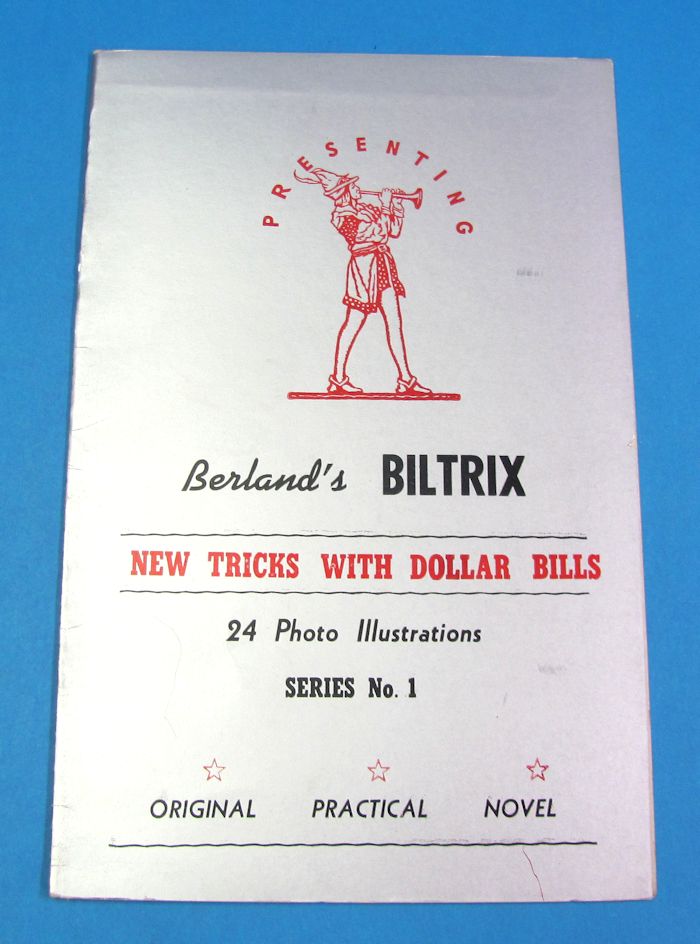 PRESENTING
Berland's BILTRIX
NEW TRICKS WITH DOLLAR BILLS
24 Photo Illustrations
SERIES No. 1
ORIGINAL PRACTICAL NOVEL